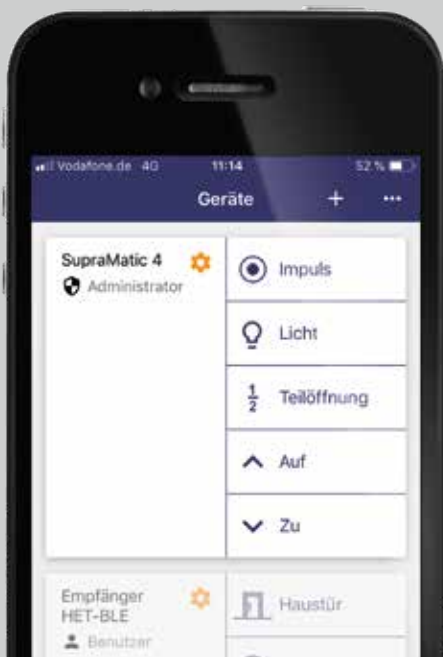 Vodafone.de 4G 11:14 52 %
Geräte + ...
SupraMatic 4
Administrator
Impuls
Licht
1/2 Teilöffnung
Auf
Zu
Empfänger
HET-BLE
Benutzer
Haustür